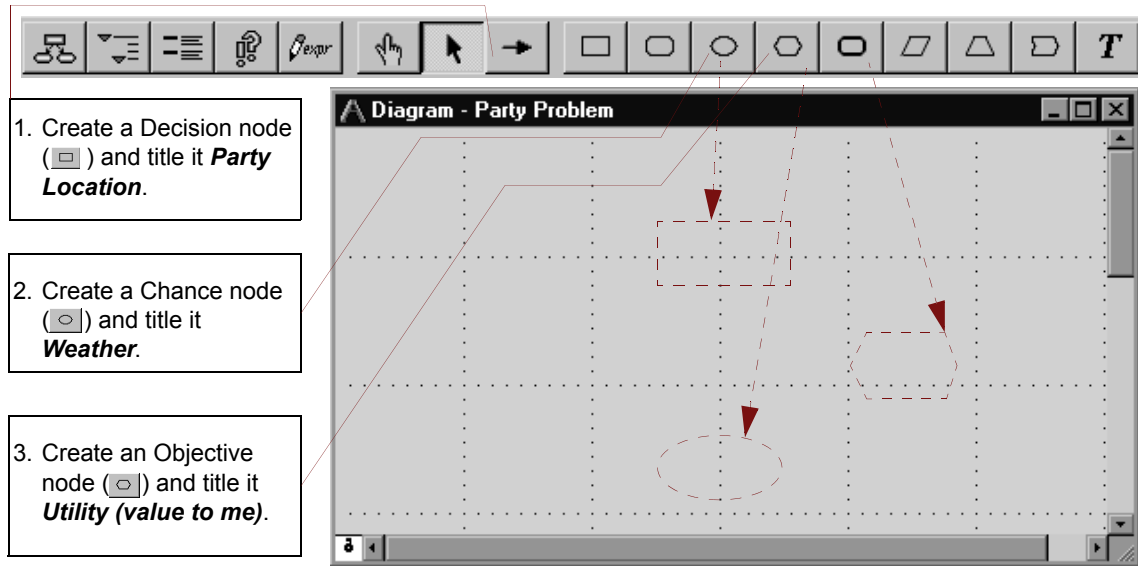 expr
T
Diagram - Party Problem
1. Create a Decision node
( ) and title it Party
Location.
2. Create a Chance node
( ) and title it
Weather.
3. Create an Objective
node ( ) and title it
Utility (value to me).